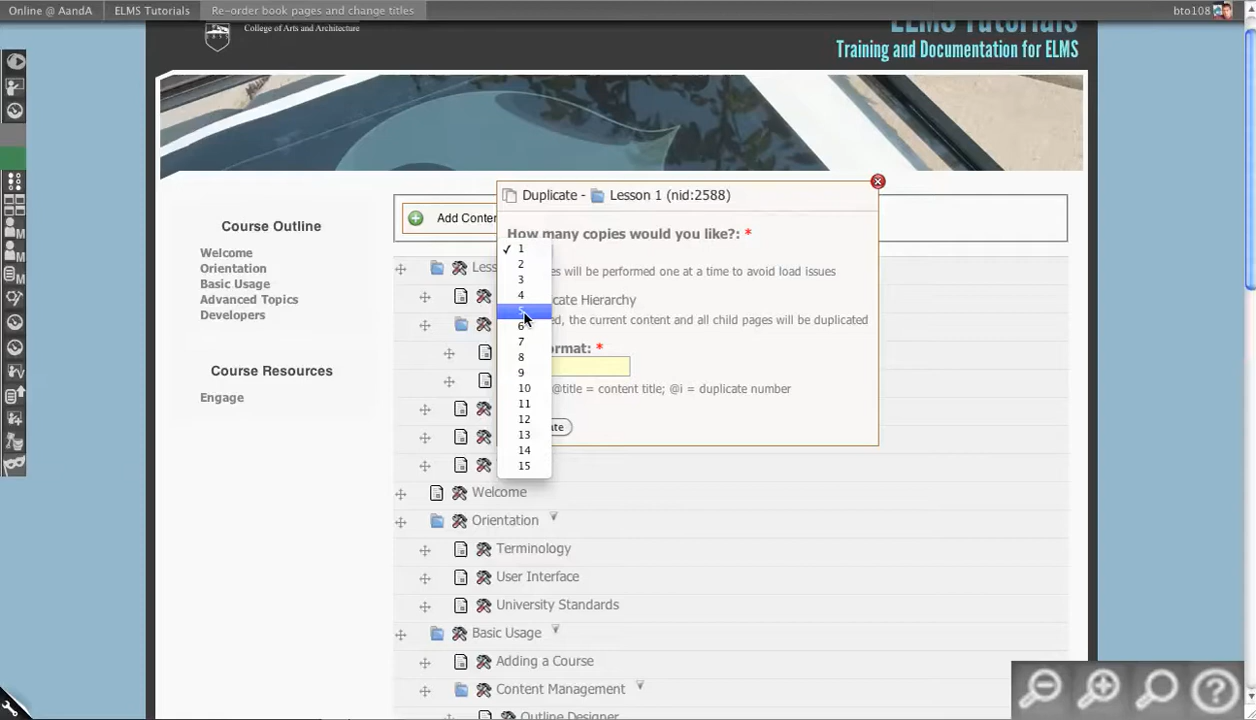 Online @ AandA ELMS Tutorials Re-order book pages and change titles bto108
College of Arts and Architecture
ELMS Tutorials
Training and Documentation for ELMS
Course Outline
Welcome
Orientation
Basic Usage
Advanced Topics
Developers
Course Resources
Engage
Add Conten
Duplicate - Lesson 1 (nid:2588)
How many copies would you like?: *
✓ 1
2
3
4
5
6
7
8
9
10
11
12
13
14
15
es will be performed one at a time to avoid load issues
cate Hierarchy
ed, the current content and all child pages will be duplicated
ormat: *
@title = content title; @i = duplicate number
ate
Less
Welcome
Orientation
Terminology
User Interface
University Standards
Basic Usage
Adding a Course
Content Management
Outline Designer